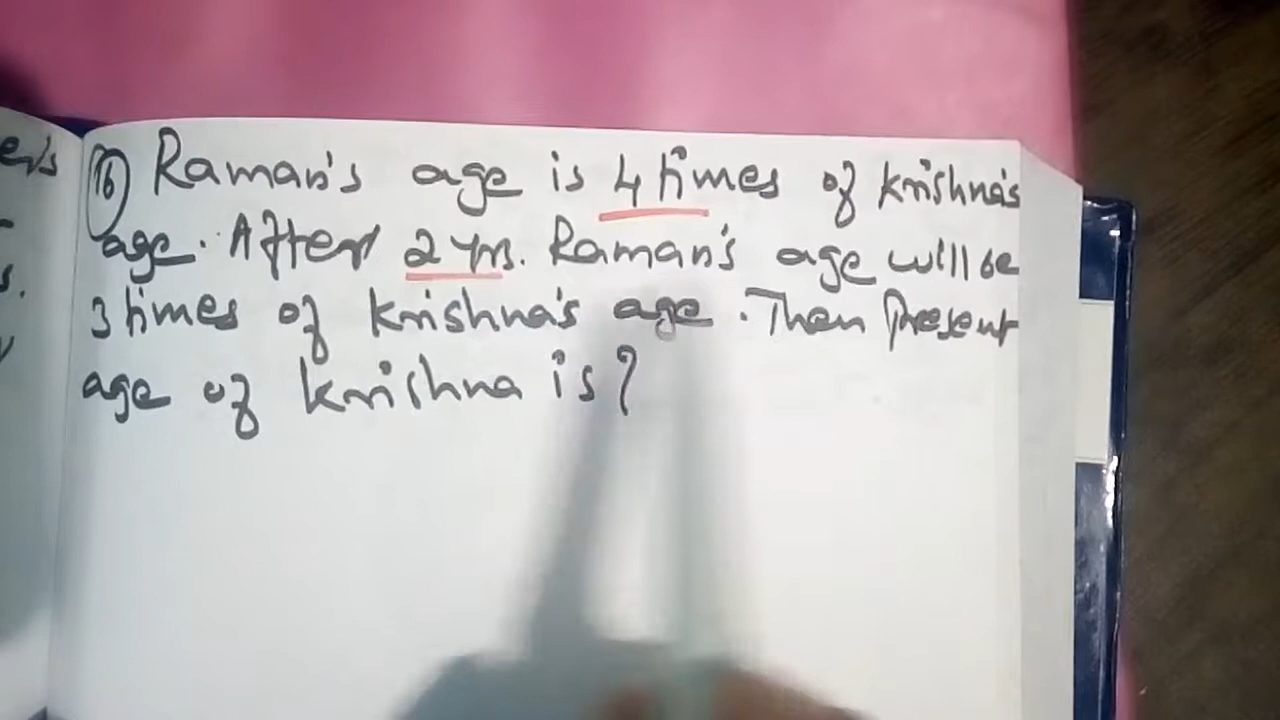 er's
16 Raman's age is 4 times of Krishna's
age. After 2 yrs. Raman's age will be
3 times of Krishna's age. Then Present
age of Krishna is?